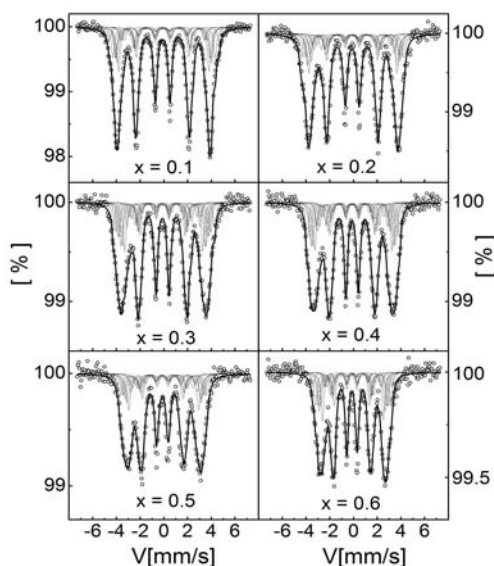 100
99
98
x = 0.1
100
99
x = 0.2
100
99
x = 0.3
100
99
x = 0.4
[ % ]
[ % ]
100
99
x = 0.5
100
99.5
x = 0.6
-6 -4 -2 0 2 4 6
-6 -4 -2 0 2 4 6
V[mm/s]
V[mm/s]